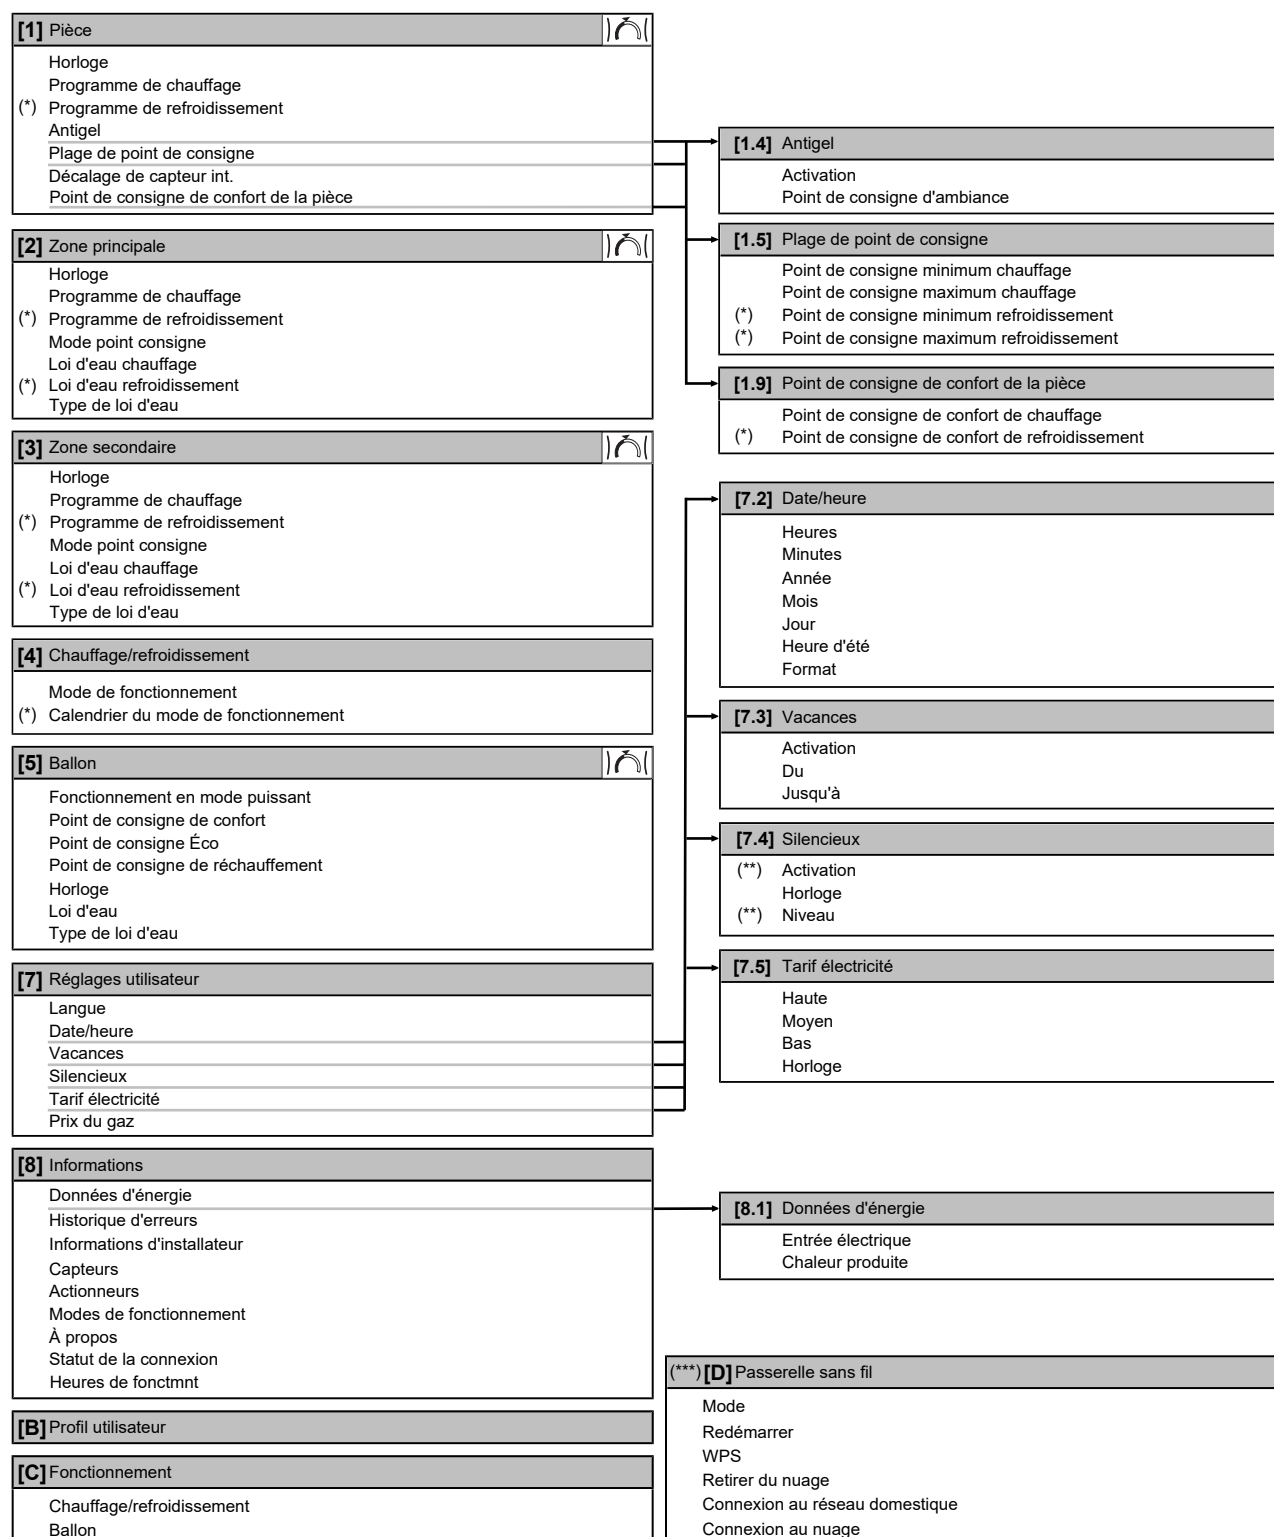 [1] Pièce
Horloge
Programme de chauffage
(*) Programme de refroidissement
Antigel
Plage de point de consigne
Décalage de capteur int.
Point de consigne de confort de la pièce
[2] Zone principale
Horloge
Programme de chauffage
(*) Programme de refroidissement
Mode point consigne
Loi d'eau chauffage
(*) Loi d'eau refroidissement
Type de loi d'eau
[3] Zone secondaire
Horloge
Programme de chauffage
(*) Programme de refroidissement
Mode point consigne
Loi d'eau chauffage
(*) Loi d'eau refroidissement
Type de loi d'eau
[4] Chauffage/refroidissement
Mode de fonctionnement
(*) Calendrier du mode de fonctionnement
[5] Ballon
Fonctionnement en mode puissant
Point de consigne de confort
Point de consigne Éco
Point de consigne de réchauffement
Horloge
Loi d'eau
Type de loi d'eau
[7] Réglages utilisateur
Langue
Date/heure
Vacances
Silencieux
Tarif électricité
Prix du gaz
[8] Informations
Données d'énergie
Historique d'erreurs
Informations d'installateur
Capteurs
Actionneurs
Modes de fonctionnement
À propos
Statut de la connexion
Heures de fonctmnt
[B] Profil utilisateur
[C] Fonctionnement
Chauffage/refroidissement
Ballon
[1.4] Antigel
Activation
Point de consigne d'ambiance
[1.5] Plage de point de consigne
Point de consigne minimum chauffage
Point de consigne maximum chauffage
(*) Point de consigne minimum refroidissement
(*) Point de consigne maximum refroidissement
[1.9] Point de consigne de confort de la pièce
Point de consigne de confort de chauffage
(*) Point de consigne de confort de refroidissement
[7.2] Date/heure
Heures
Minutes
Année
Mois
Jour
Heure d'été
Format
[7.3] Vacances
Activation
Du
Jusqu'à
[7.4] Silencieux
(**) Activation
Horloge
(**) Niveau
[7.5] Tarif électricité
Haute
Moyen
Bas
Horloge
[8.1] Données d'énergie
Entrée électrique
Chaleur produite
(***) [D] Passerelle sans fil
Mode
Redémarrer
WPS
Retirer du nuage
Connexion au réseau domestique
Connexion au nuage